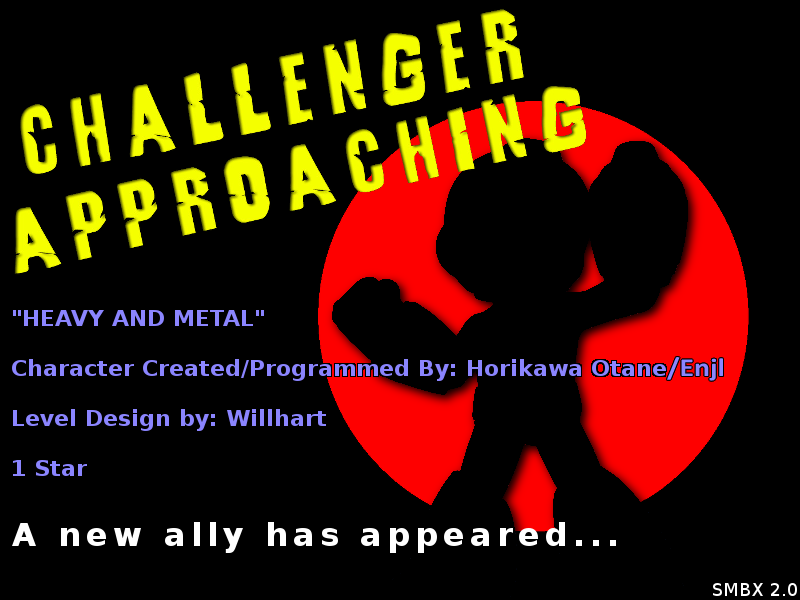 CHALLENGER
APPROACHING
"HEAVY AND METAL"
Character Created/Programmed By: Horikawa Otane/Enjl
Level Design by: Willhart
1 Star
A new ally has appeared...
SMBX 2.0